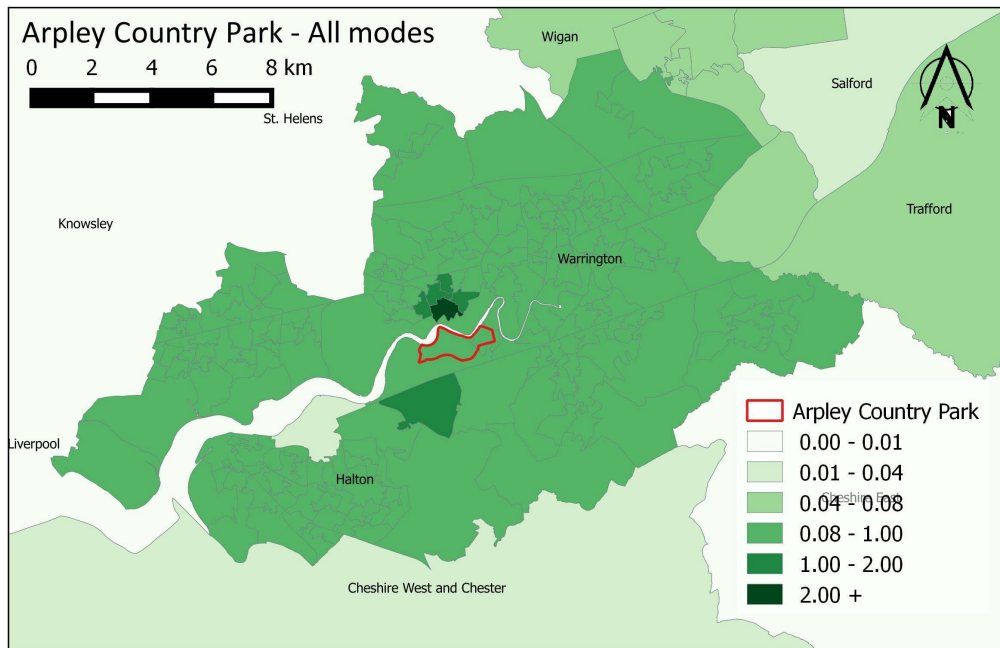 Arpley Country Park - All modes
0 2 4 6 8 km
Wigan
Salford
St. Helens
N
Knowsley
Trafford
Warrington
Liverpool
Halton
Cheshire West and Chester
Arpley Country Park
0.00 - 0.01
0.01 - 0.04
Cheshire East
0.04 - 0.08
0.08 - 1.00
1.00 - 2.00
2.00 +